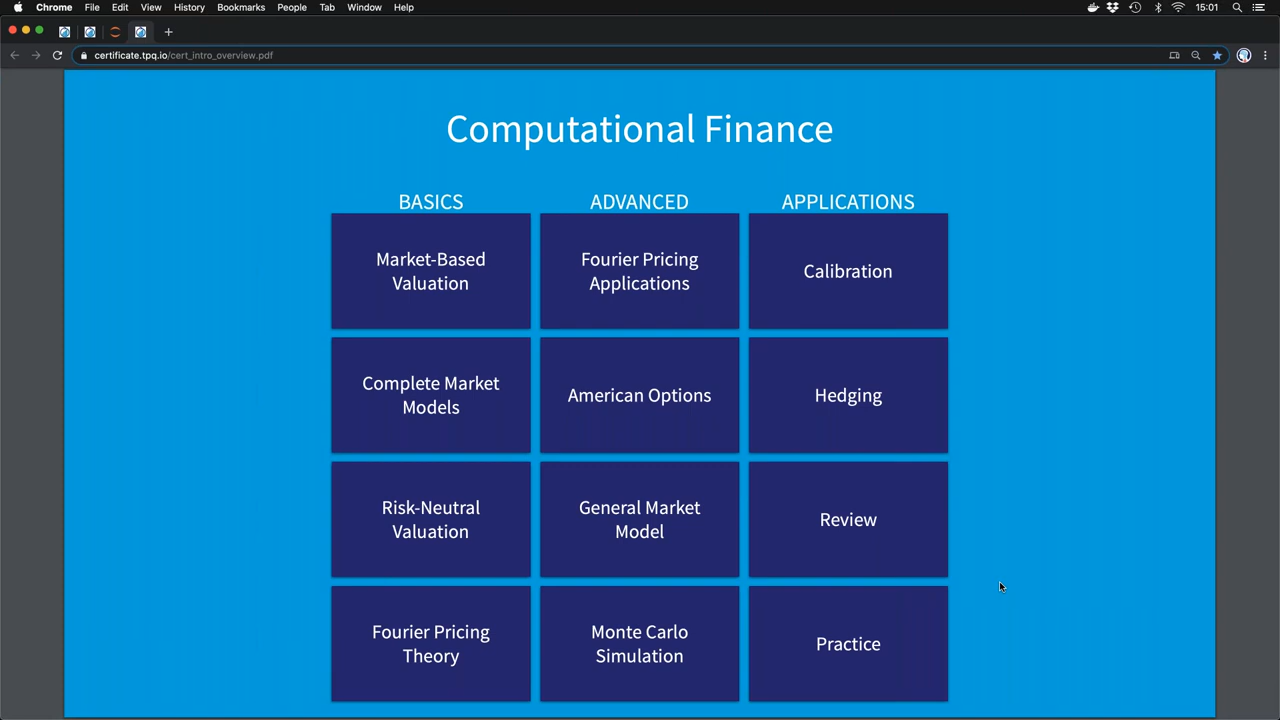 Chrome File Edit View History Bookmarks People Tab Window Help 15:01
certificate.tpq.io/cert_intro_overview.pdf
Computational Finance
BASICS
Market-Based
Valuation
Complete Market
Models
Risk-Neutral
Valuation
Fourier Pricing
Theory
ADVANCED
Fourier Pricing
Applications
American Options
General Market
Model
Monte Carlo
Simulation
APPLICATIONS
Calibration
Hedging
Review
Practice